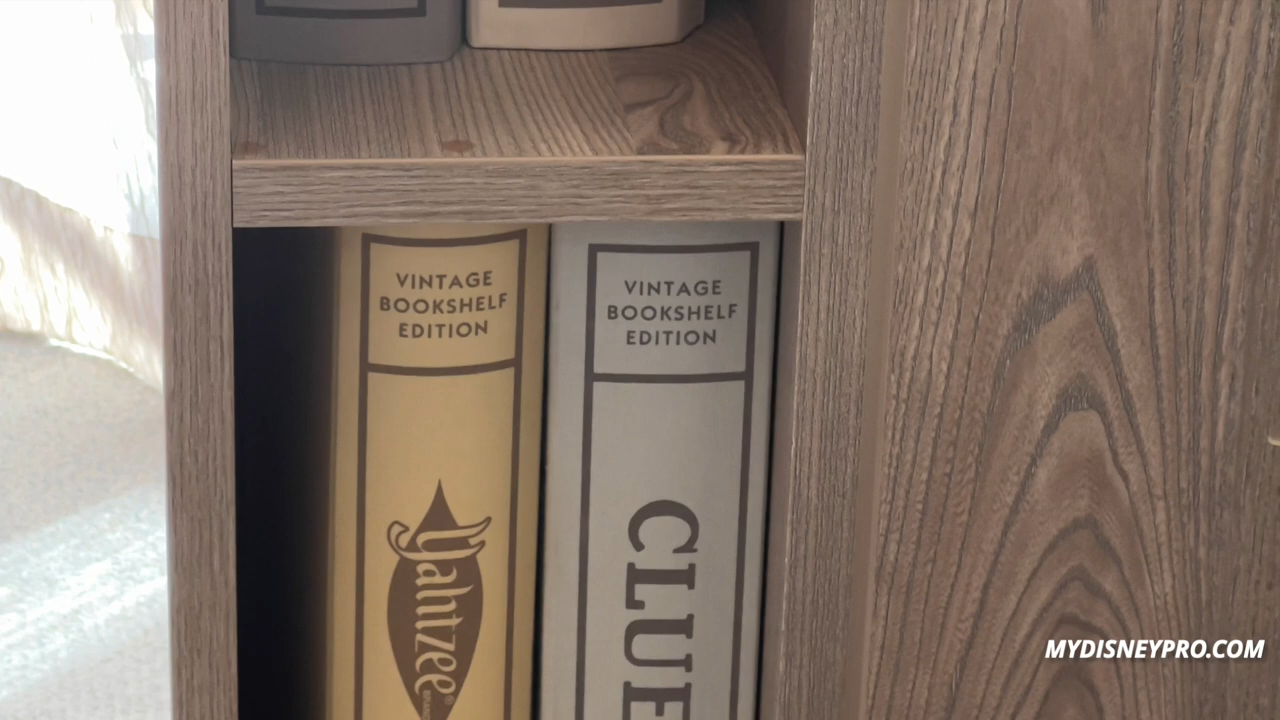 VINTAGE
BOOKSHELF
EDITION
Yahtzee®
VINTAGE
BOOKSHELF
EDITION
CLUE
MYDISNEYPRO.COM